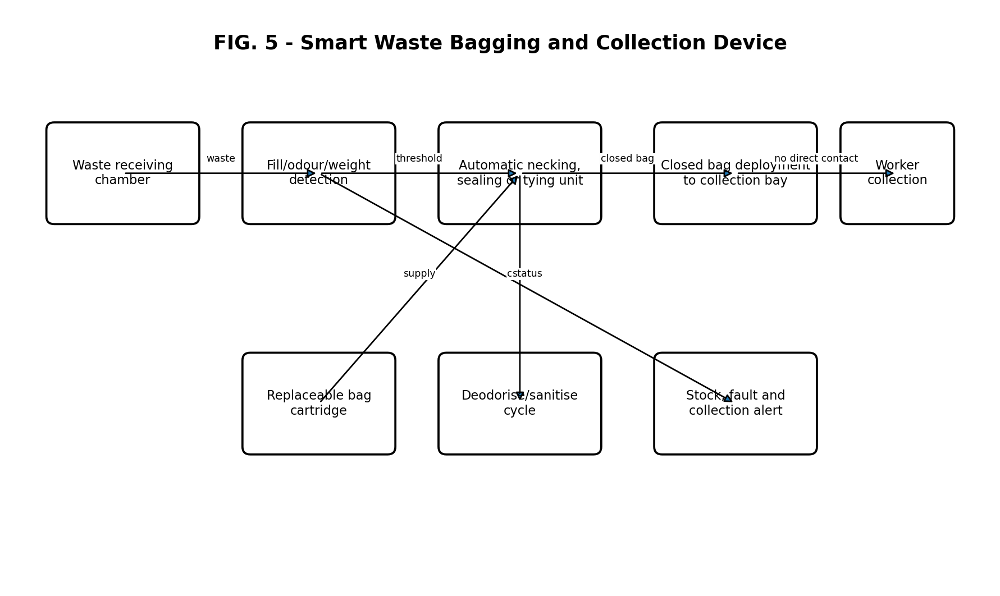 FIG. 5 - Smart Waste Bagging and Collection Device
waste
threshold
closed bag
no direct contact
Waste receiving
chamber
Fill/odour/weight
detection
Automatic necking,
sealing or tying unit
Closed bag deployment
to collection bay
Worker
collection
supply
status
Replaceable bag
cartridge
Deodorise/sanitise
cycle
Stock, fault and
collection alert